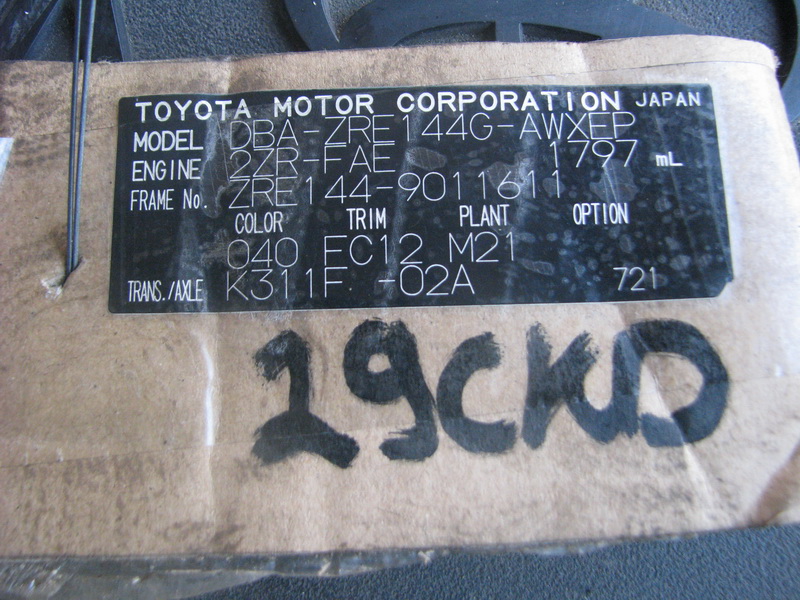 TOYOTA MOTOR CORPORATION JAPAN
MODEL DBA-ZRE144G-AWXEP
ENGINE 2ZR-FAE 1797 mL
FRAME No. ZRE144-9011611
COLOR TRIM PLANT OPTION
040 FC12 M21
TRANS./AXLE K311F -02A 721
29CKD